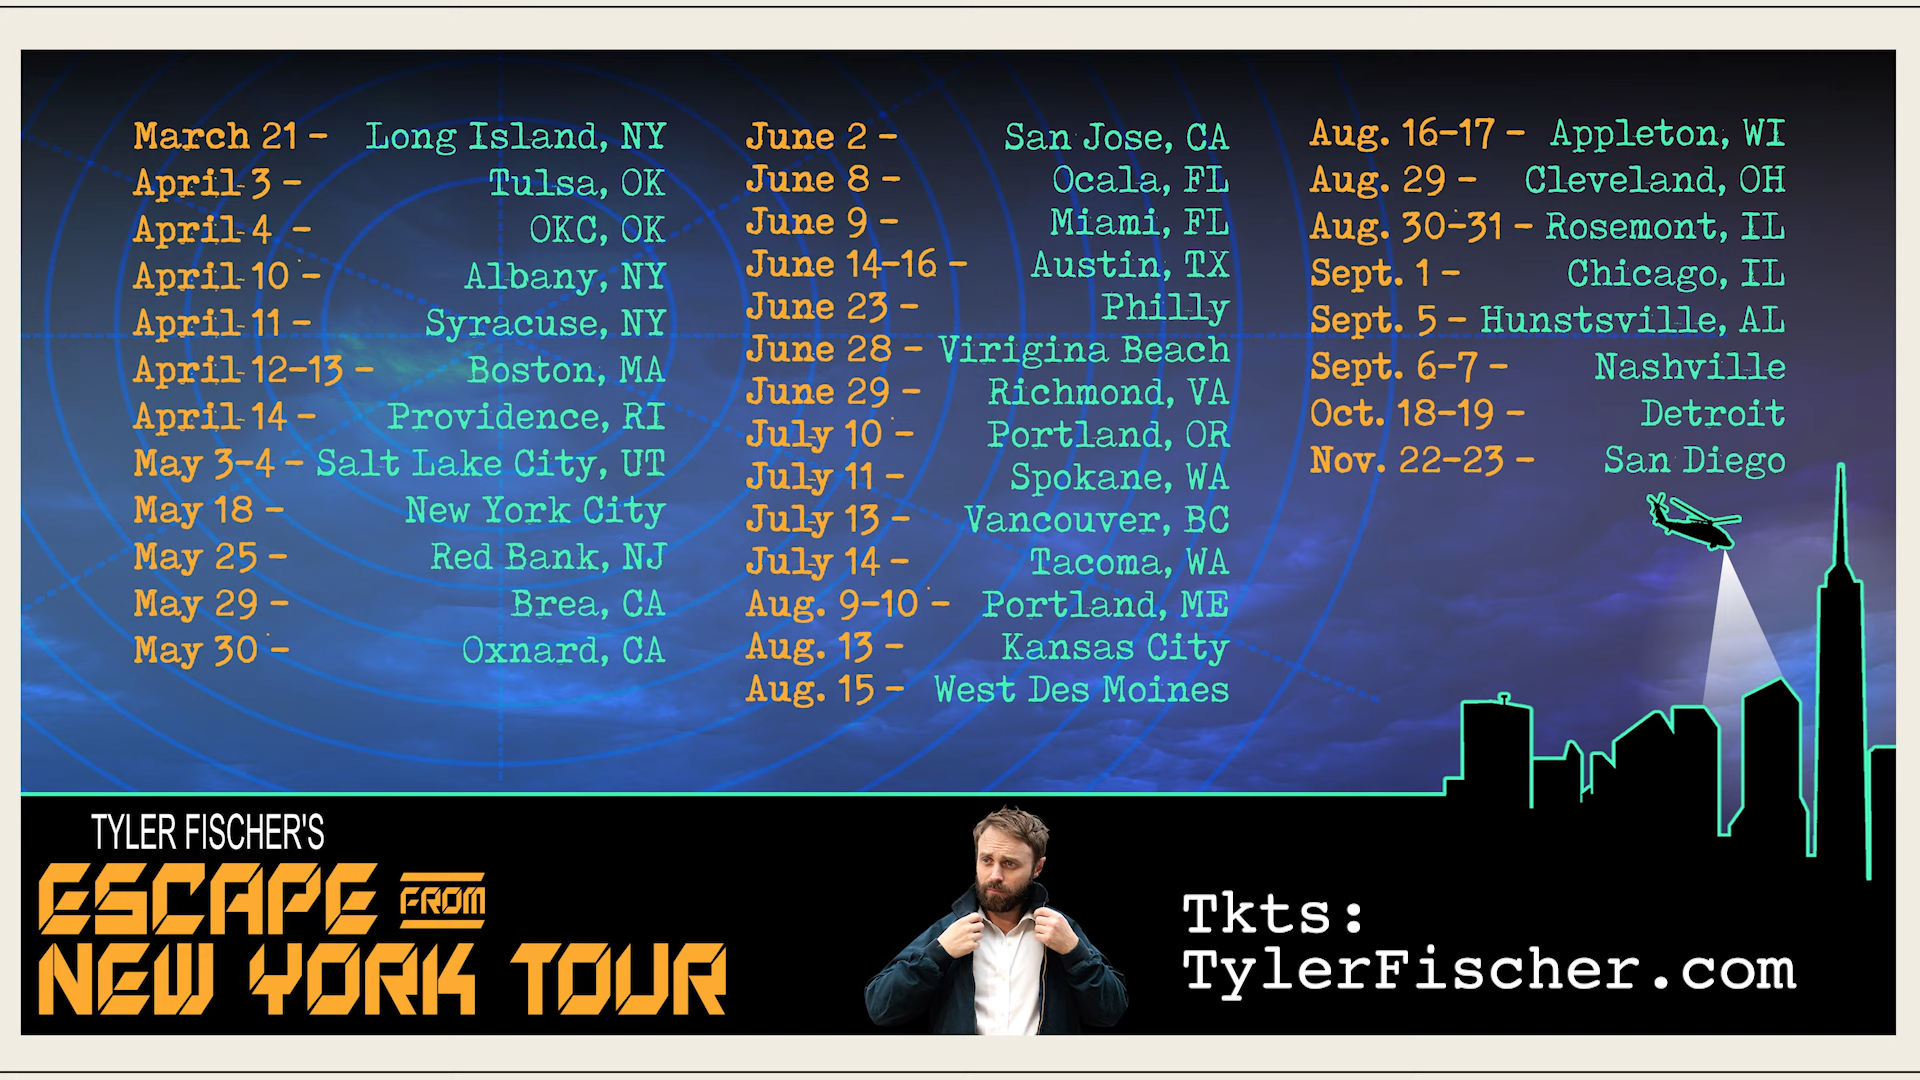 March 21 - Long Island, NY
April 3 - Tulsa, OK
April 4 - OKC, OK
April 10 - Albany, NY
April 11 - Syracuse, NY
April 12-13 - Boston, MA
April 14 - Providence, RI
May 3-4 - Salt Lake City, UT
May 18 - New York City
May 25 - Red Bank, NJ
May 29 - Brea, CA
May 30 - Oxnard, CA
June 2 - San Jose, CA
June 8 - Ocala, FL
June 9 - Miami, FL
June 14-16 - Austin, TX
June 23 - Philly
June 28 - Virigina Beach
June 29 - Richmond, VA
July 10 - Portland, OR
July 11 - Spokane, WA
July 13 - Vancouver, BC
July 14 - Tacoma, WA
Aug. 9-10 - Portland, ME
Aug. 13 - Kansas City
Aug. 15 - West Des Moines
Aug. 16-17 - Appleton, WI
Aug. 29 - Cleveland, OH
Aug. 30-31 - Rosemont, IL
Sept. 1 - Chicago, IL
Sept. 5 - Hunstsville, AL
Sept. 6-7 - Nashville
Oct. 18-19 - Detroit
Nov. 22-23 - San Diego
TYLER FISCHER'S
ESCAPE FROM
NEW YORK TOUR
Tkts:
TylerFischer.com